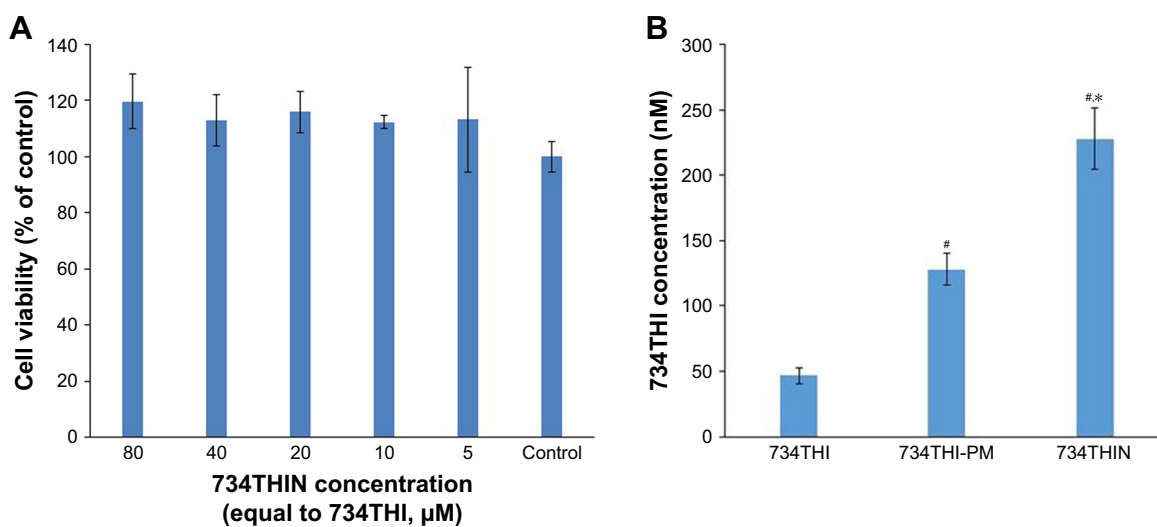 A
Cell viability (% of control)
140
120
100
80
60
40
20
0
80 40 20 10 5 Control
734THIN concentration
(equal to 734THI, µM)
B
734THI concentration (nM)
300
250
200
150
100
50
0
#
#,*
734THI 734THI-PM 734THIN